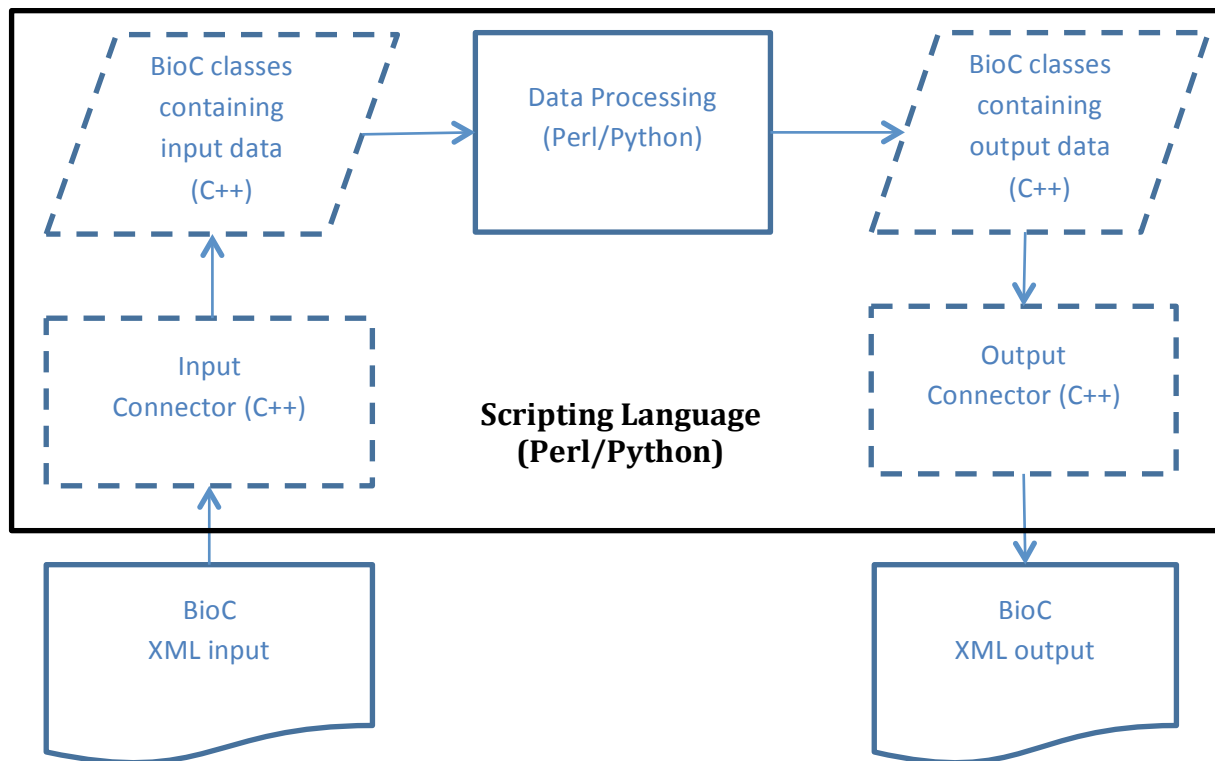 BioC classes
containing
input data
(C++)
Data Processing
(Perl/Python)
BioC classes
containing
output data
(C++)
Input
Connector (C++)
Scripting Language
(Perl/Python)
Output
Connector (C++)
BioC
XML input
BioC
XML output